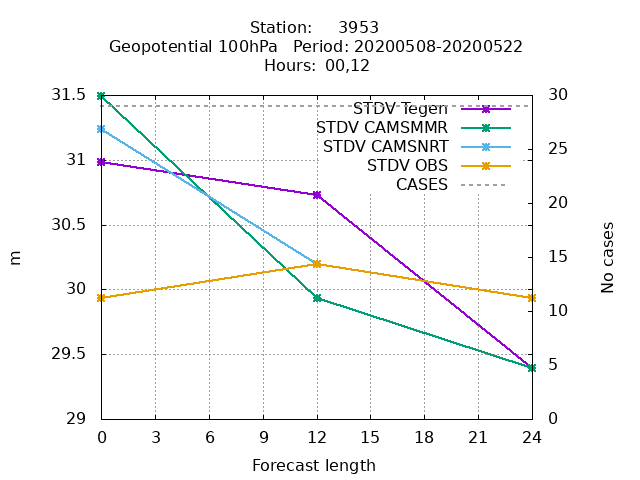 Station: 3953
Geopotential 100hPa Period: 20200508-20200522
Hours: 00,12
31.5
31
30.5
30
29.5
29
m
30
25
20
15
10
5
0
No cases
STDV Tegen
STDV CAMSMMR
STDV CAMSNRT
STDV OBS
CASES
0 3 6 9 12 15 18 21 24
Forecast length